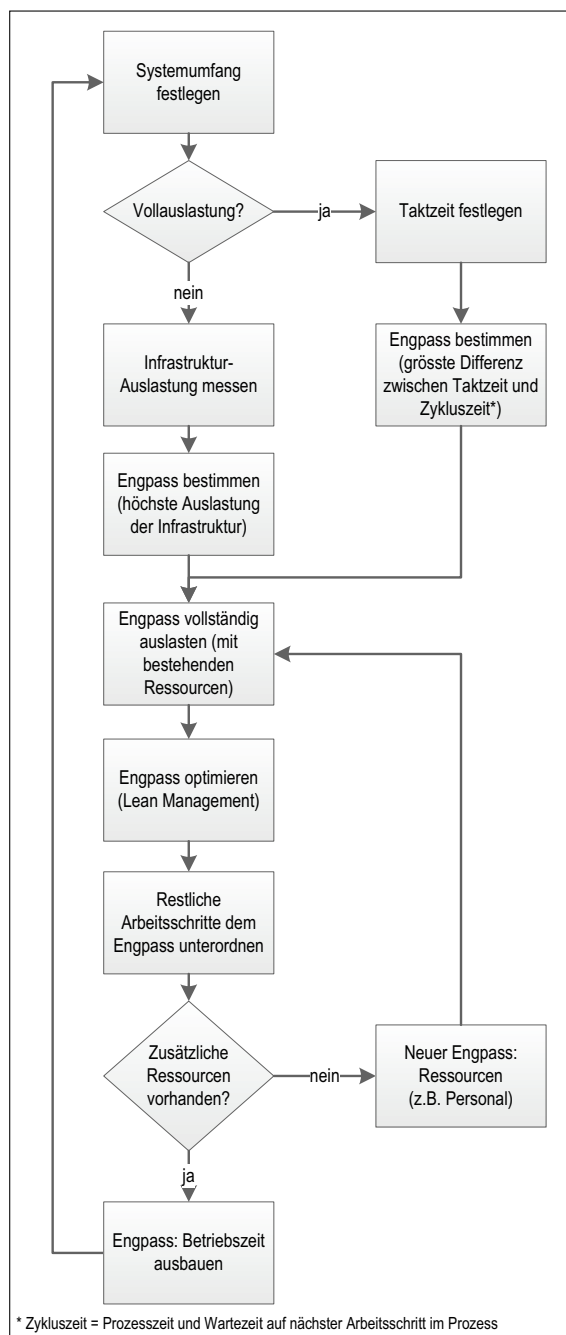 Systemumfang
festlegen
Vollauslastung?
ja
Taktzeit festlegen
nein
Infrastruktur-
Auslastung messen
Engpass bestimmen
(grösste Differenz
zwischen Taktzeit und
Zykluszeit*)
Engpass bestimmen
(höchste Auslastung
der Infrastruktur)
Engpass vollständig
auslasten (mit
bestehenden
Ressourcen)
Engpass optimieren
(Lean Management)
Restliche
Arbeitsschritte dem
Engpass unterordnen
Zusätzliche
Ressourcen
vorhanden?
nein
Neuer Engpass:
Ressourcen
(z.B. Personal)
ja
Engpass: Betriebszeit
ausbauen
* Zykluszeit = Prozesszeit und Wartezeit auf nächster Arbeitsschritt im Prozess